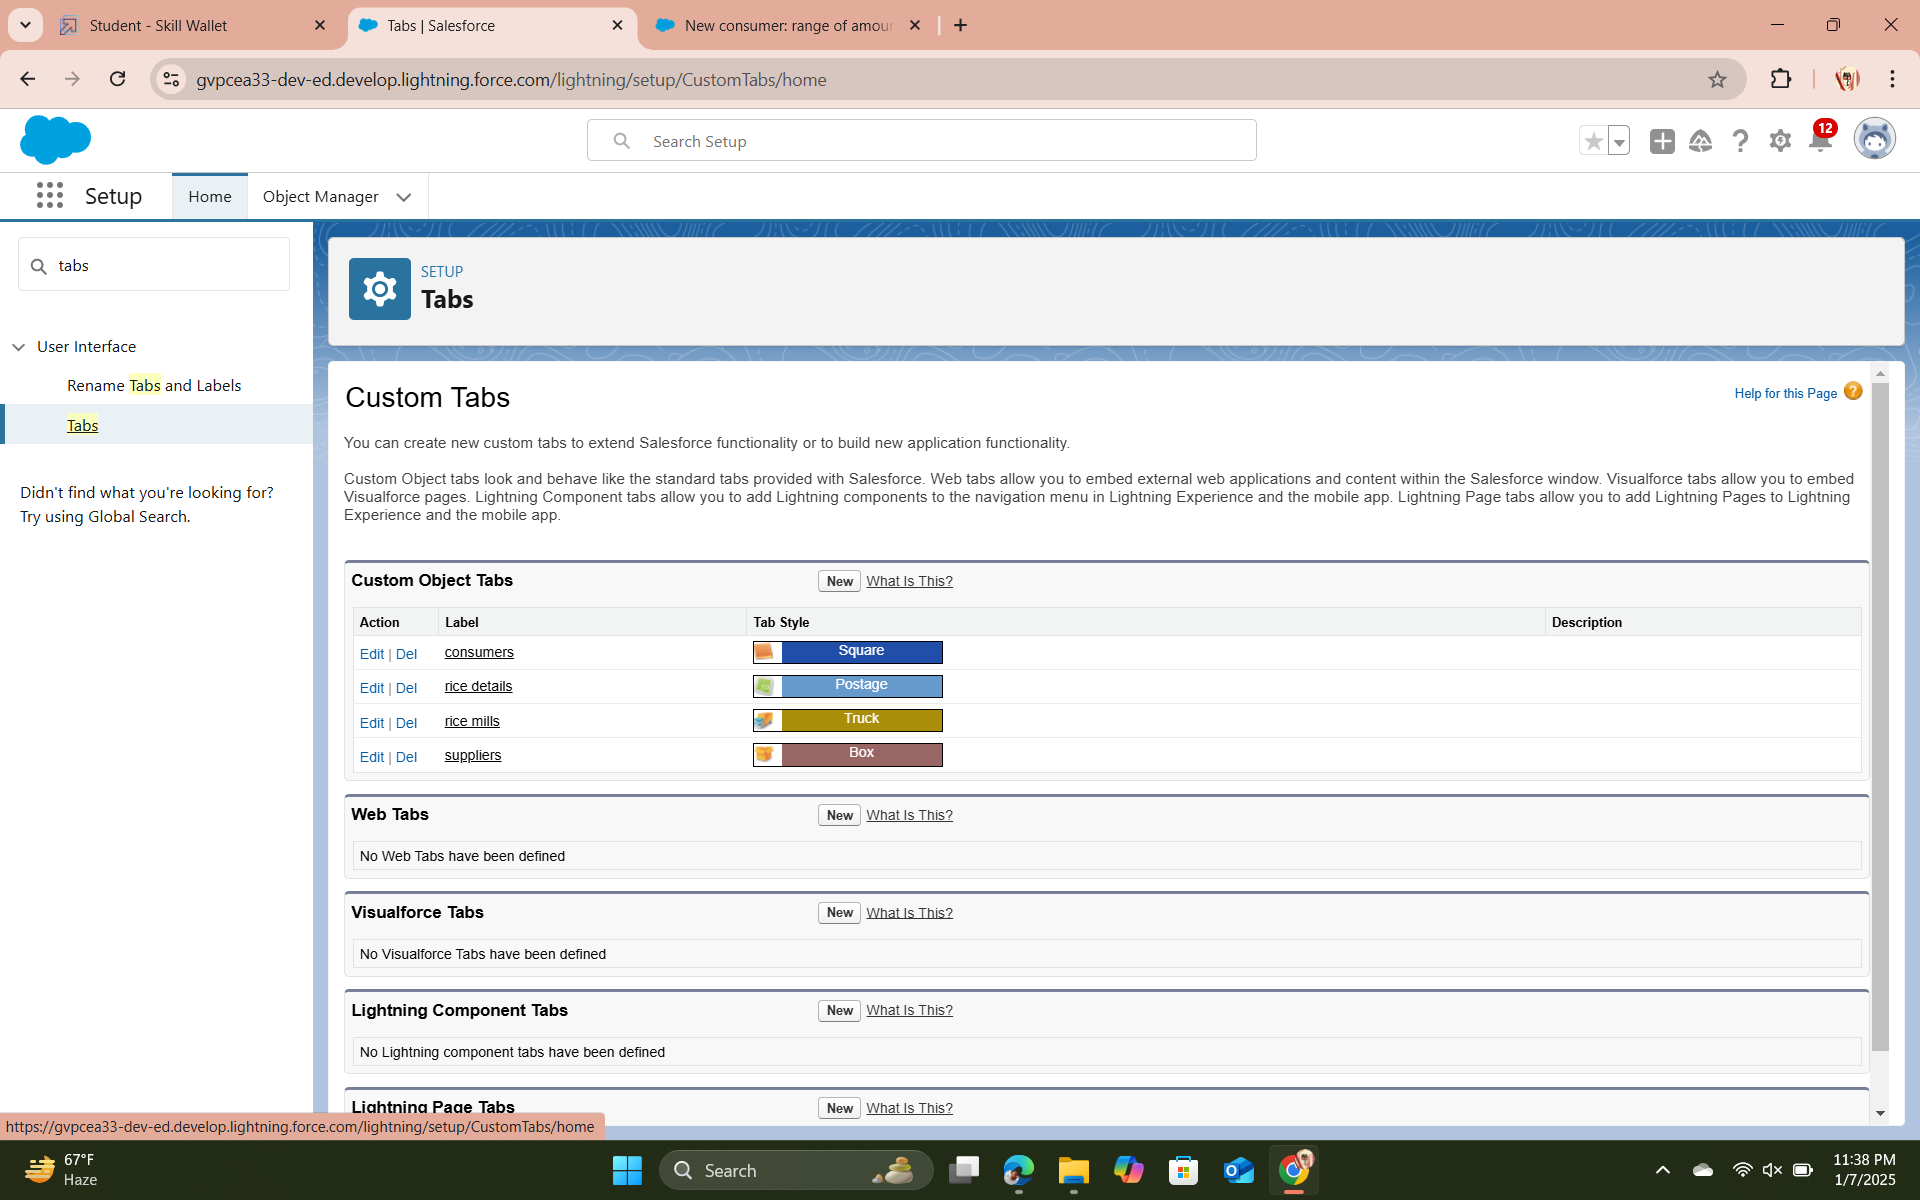 Student - Skill Wallet
Tabs | Salesforce
New consumer: range of amour
gvpcea33-dev-ed.develop.lightning.force.com/lightning/setup/CustomTabs/home
Search Setup
12
Setup
Home
Object Manager
tabs
User Interface
Rename Tabs and Labels
Tabs
Didn't find what you're looking for?
Try using Global Search.
SETUP
Tabs
Custom Tabs
Help for this Page ?
You can create new custom tabs to extend Salesforce functionality or to build new application functionality.
Custom Object tabs look and behave like the standard tabs provided with Salesforce. Web tabs allow you to embed external web applications and content within the Salesforce window. Visualforce tabs allow you to embed
Visualforce pages. Lightning Component tabs allow you to add Lightning components to the navigation menu in Lightning Experience and the mobile app. Lightning Page tabs allow you to add Lightning Pages to Lightning
Experience and the mobile app.
Custom Object Tabs New What Is This?
Action Label Tab Style Description
Edit | Del consumers Square
Edit | Del rice details Postage
Edit | Del rice mills Truck
Edit | Del suppliers Box
Web Tabs New What Is This?
No Web Tabs have been defined
Visualforce Tabs New What Is This?
No Visualforce Tabs have been defined
Lightning Component Tabs New What Is This?
No Lightning component tabs have been defined
Lightning Page Tabs New What Is This?
https://gvpcea33-dev-ed.develop.lightning.force.com/lightning/setup/CustomTabs/home
67°F
Haze
Search
11:38 PM
1/7/2025